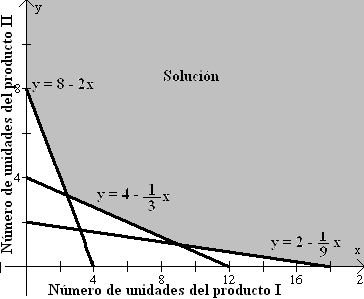 y
Número de unidades del producto II
8
y = 8 - 2x
Solución
4
y = 4 - 1/3 x
y = 2 - 1/9 x
x
4
8
12
16
20
Número de unidades del producto I